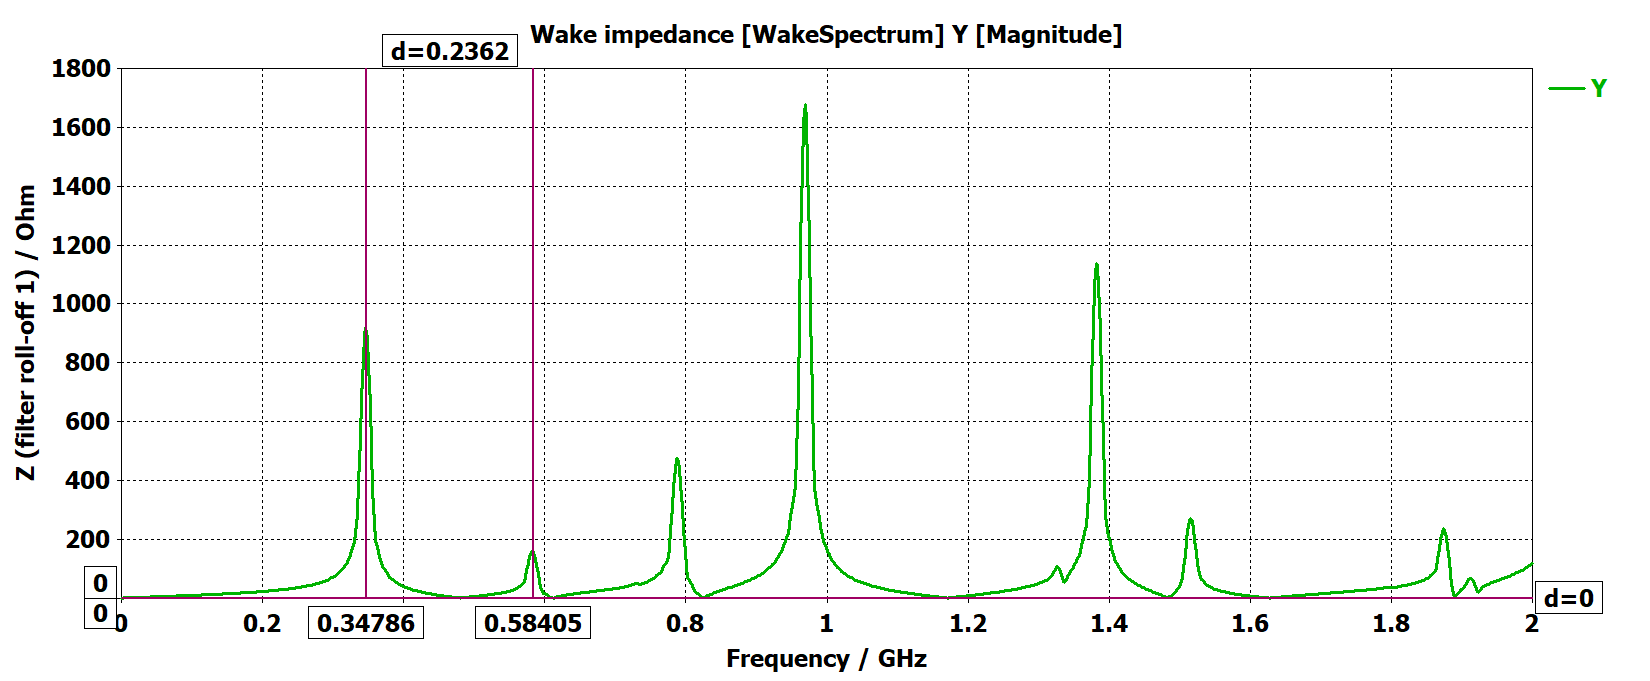 Wake impedance [WakeSpectrum] Y [Magnitude]
d=0.2362
Y
Z (filter roll-off 1) / Ohm
1800
1600
1400
1200
1000
800
600
400
200
0
0
d=0
0 0.2 0.34786 0.58405 0.8 1 1.2 1.4 1.6 1.8 2
Frequency / GHz